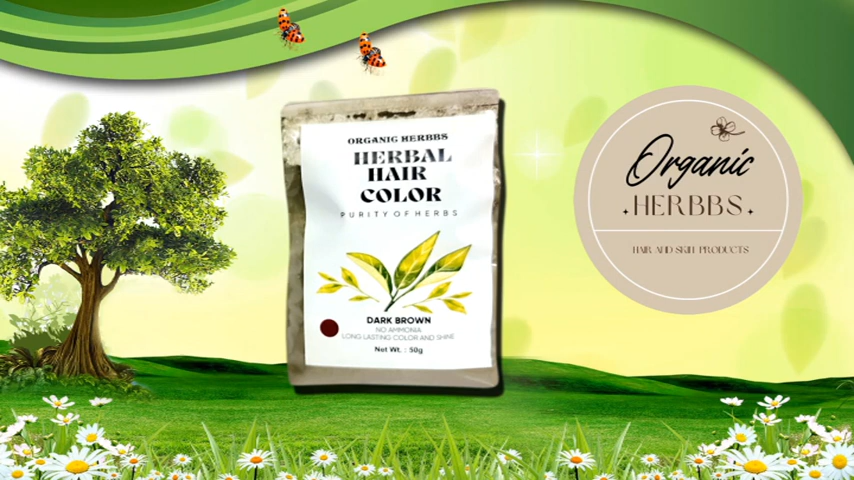 ORGANIC HERBBS
HERBAL
HAIR
COLOR
PURITY OF HERBS
DARK BROWN
NO AMMONIA
LONG LASTING COLOR AND SHINE
Net Wt. : 50g
Organic
HERBBS
HAIR AND SKIN PRODUCTS